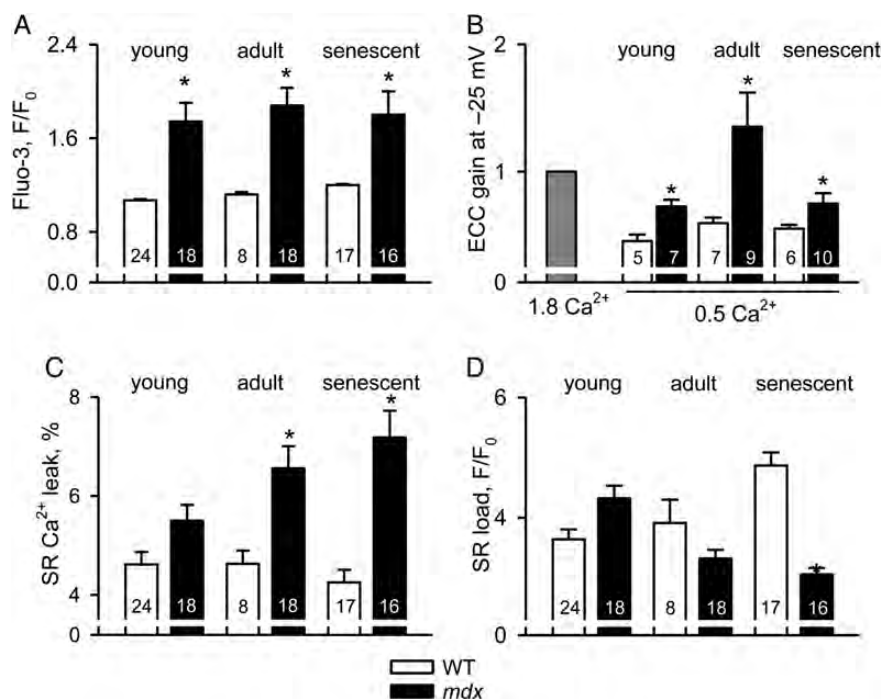 A
Fluo-3, F/F0
2.4
1.6
0.8
0.0
young adult senescent
* * *
24 18 8 18 17 16
B
ECC gain at −25 mV
2
1
0
young adult senescent
* * *
5 7 7 9 6 10
1.8 Ca2+
0.5 Ca2+
C
SR Ca2+ leak, %
8
6
4
0
young adult senescent
* *
24 18 8 18 17 16
D
SR load, F/F0
6
4
0
young adult senescent
*
24 18 8 18 17 16
WT
mdx